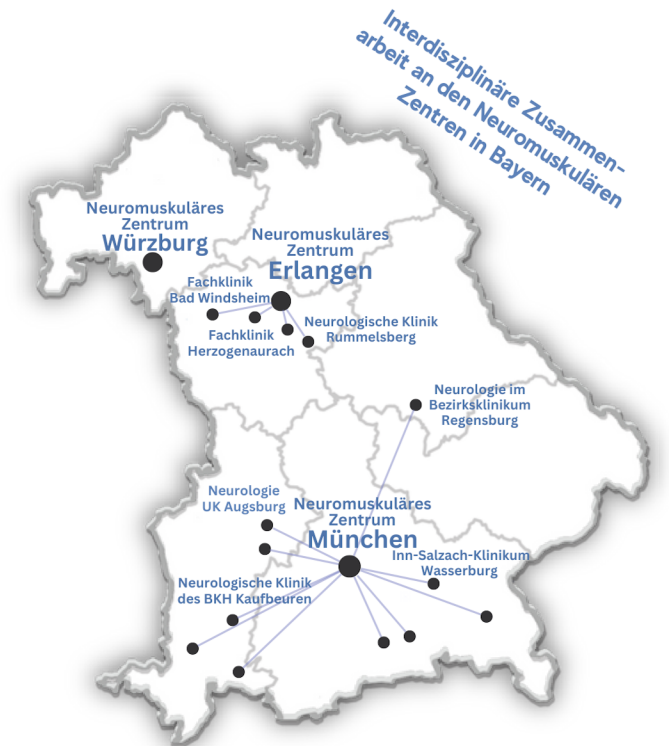 Interdisziplinäre Zusammen-
arbeit an den Neuromuskulären
Zentren in Bayern
Neuromuskuläres
Zentrum
Würzburg
Neuromuskuläres
Zentrum
Erlangen
Fachklinik
Bad Windsheim
Fachklinik
Herzogenaurach
Neurologische Klinik
Rummelsberg
Neurologie im
Bezirksklinikum
Regensburg
Neurologie
UK Augsburg
Neuromuskuläres
Zentrum
München
Inn-Salzach-Klinikum
Wasserburg
Neurologische Klinik
des BKH Kaufbeuren